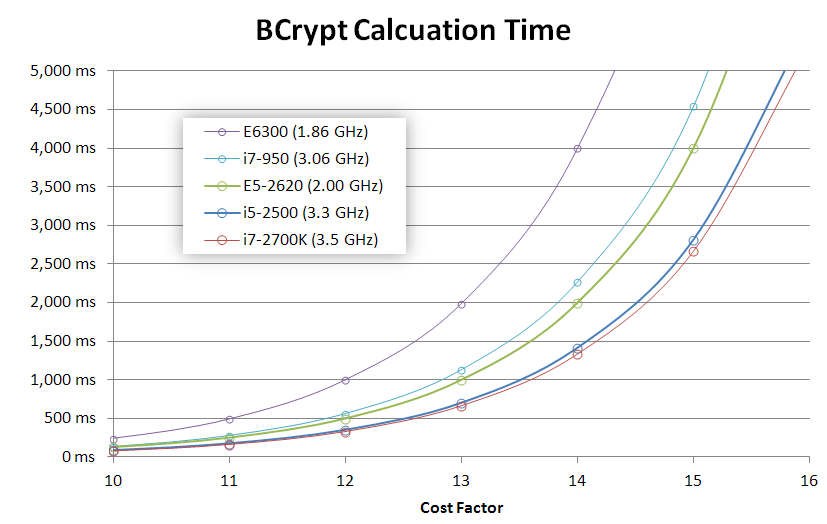 BCrypt Calcuation Time
5,000 ms
4,500 ms
4,000 ms
3,500 ms
3,000 ms
2,500 ms
2,000 ms
1,500 ms
1,000 ms
500 ms
0 ms
E6300 (1.86 GHz)
i7-950 (3.06 GHz)
E5-2620 (2.00 GHz)
i5-2500 (3.3 GHz)
i7-2700K (3.5 GHz)
10 11 12 13 14 15 16
Cost Factor